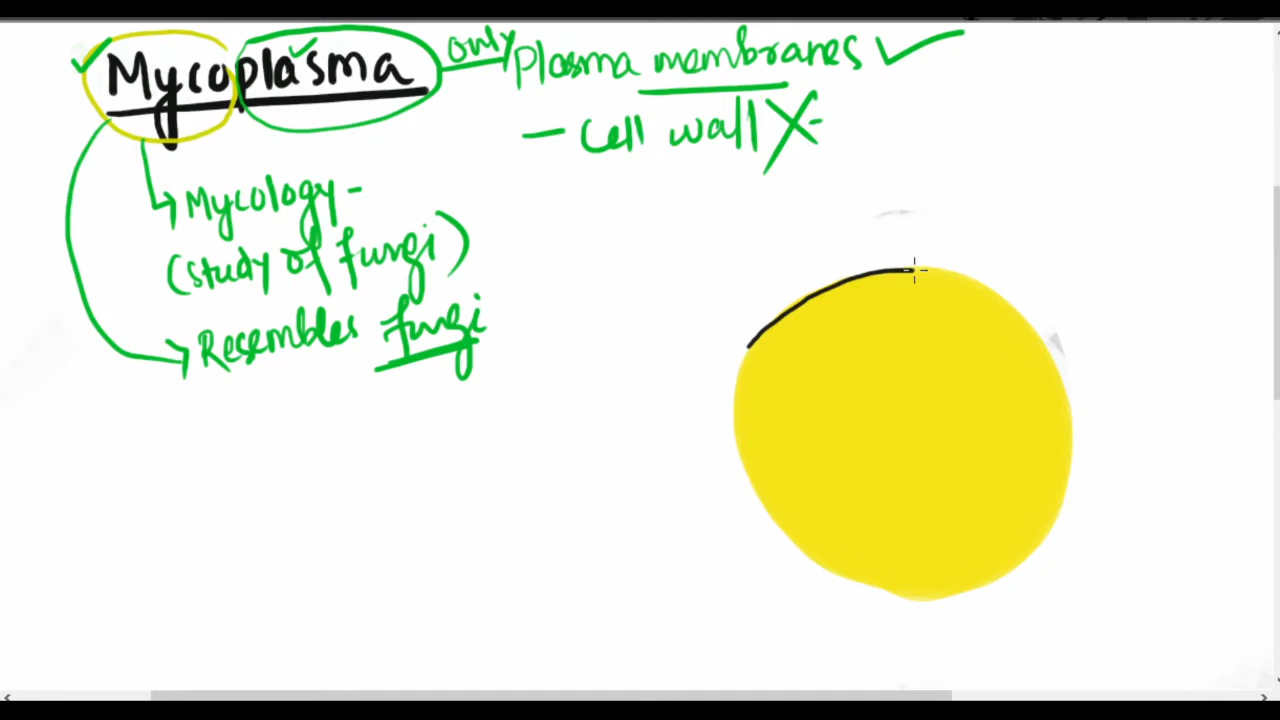 Mycoplasma only Plasma membranes
- Cell wall X-
Mycology -
(study of fungi)
Resembles fungi